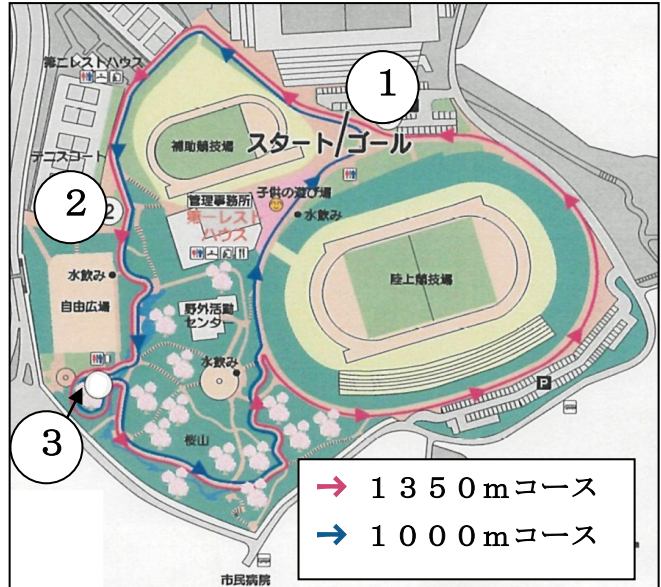 第二レストハウス
①
補助競技場
スタート/ゴール
テニスコート
管理事務所
子供の遊び場
第一レスト
ハウス
水飲み
②
2
水飲み
自由広場
野外活動
センター
陸上競技場
水飲み
P
③
桜山
→ 1350mコース
→ 1000mコース
市民病院